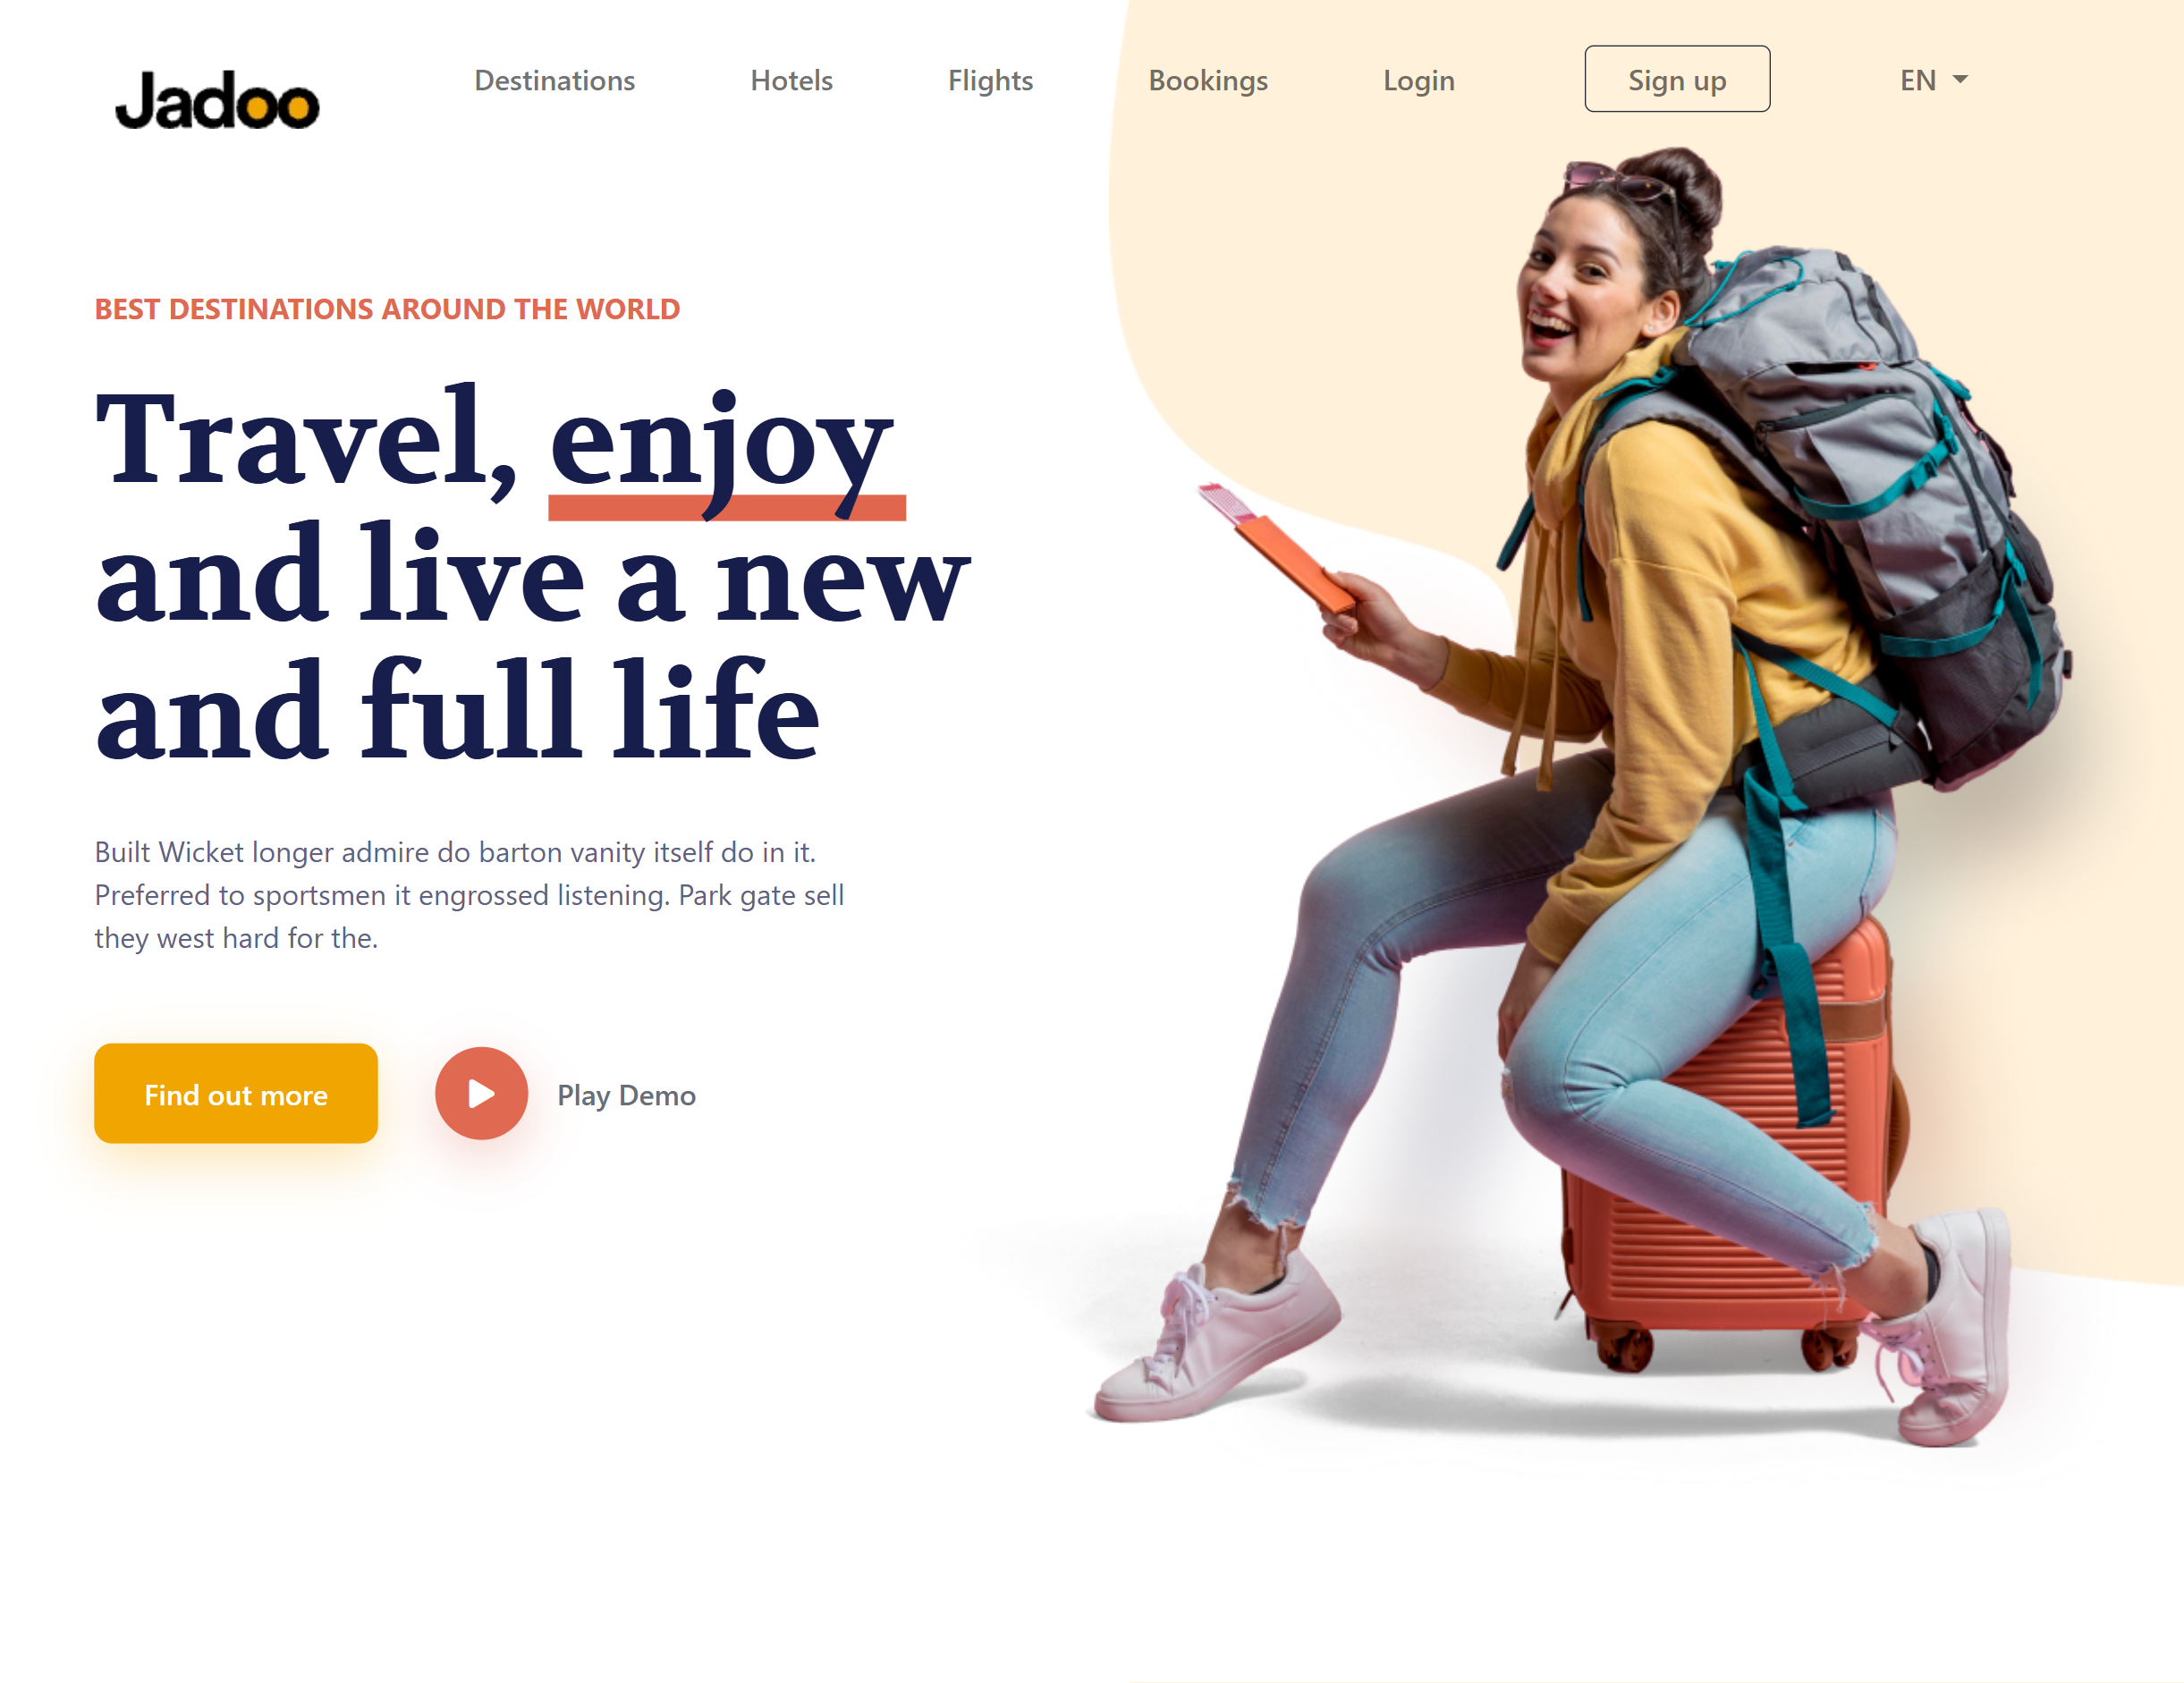 Jadoo
Destinations
Hotels
Flights
Bookings
Login
Sign up
EN
BEST DESTINATIONS AROUND THE WORLD
Travel, enjoy
and live a new
and full life
Built Wicket longer admire do barton vanity itself do in it.
Preferred to sportsmen it engrossed listening. Park gate sell
they west hard for the.
Find out more
Play Demo